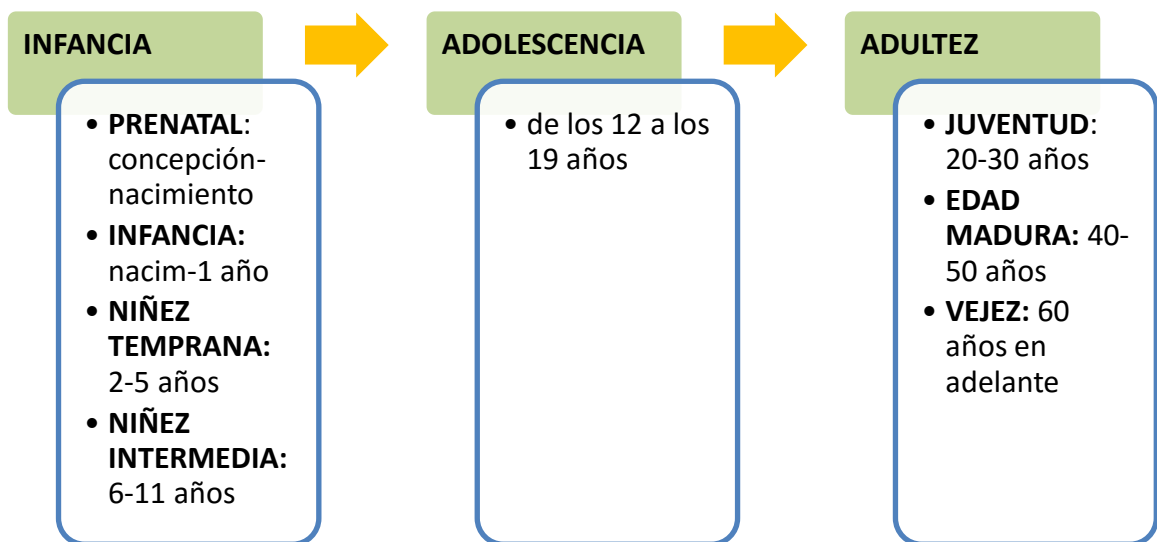 INFANCIA
• PRENATAL:
concepción-
nacimiento
• INFANCIA:
nacim-1 año
• NIÑEZ
TEMPRANA:
2-5 años
• NIÑEZ
INTERMEDIA:
6-11 años
ADOLESCENCIA
• de los 12 a los
19 años
ADULTEZ
• JUVENTUD:
20-30 años
• EDAD
MADURA: 40-
50 años
• VEJEZ: 60
años en
adelante